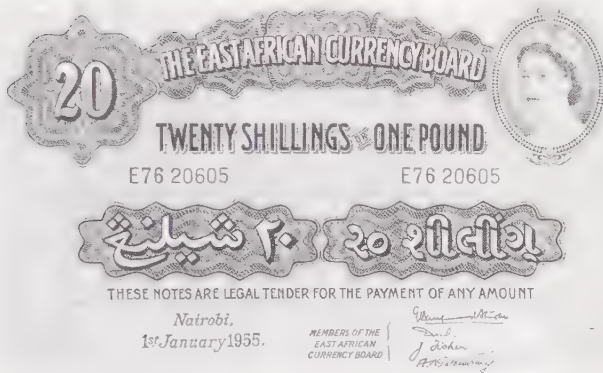 20
THE EAST AFRICAN CURRENCY BOARD
TWENTY SHILLINGS OR ONE POUND
E76 20605 E76 20605
٢٠ شيلنغ ૨૦ શીલીંગ
THESE NOTES ARE LEGAL TENDER FOR THE PAYMENT OF ANY AMOUNT
Nairobi,
1st January 1955.
MEMBERS OF THE
EAST AFRICAN
CURRENCY BOARD